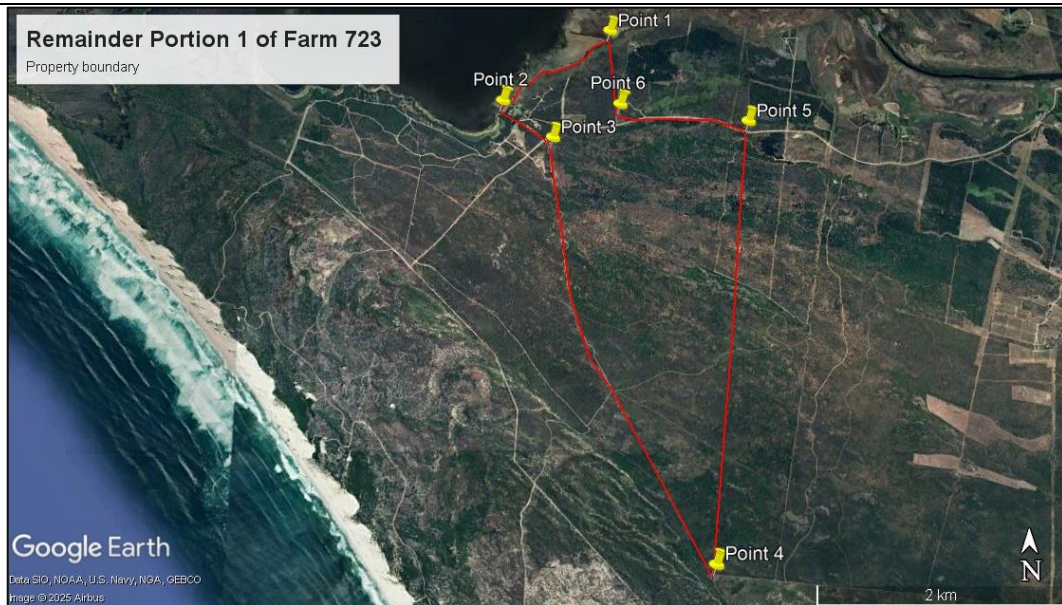 Remainder Portion 1 of Farm 723
Property boundary
Point 1
Point 2
Point 6
Point 5
Point 3
Point 4
Google Earth
Data SIO, NOAA, U.S. Navy, NGA, GEBCO
Image © 2025 Airbus
2 km
N